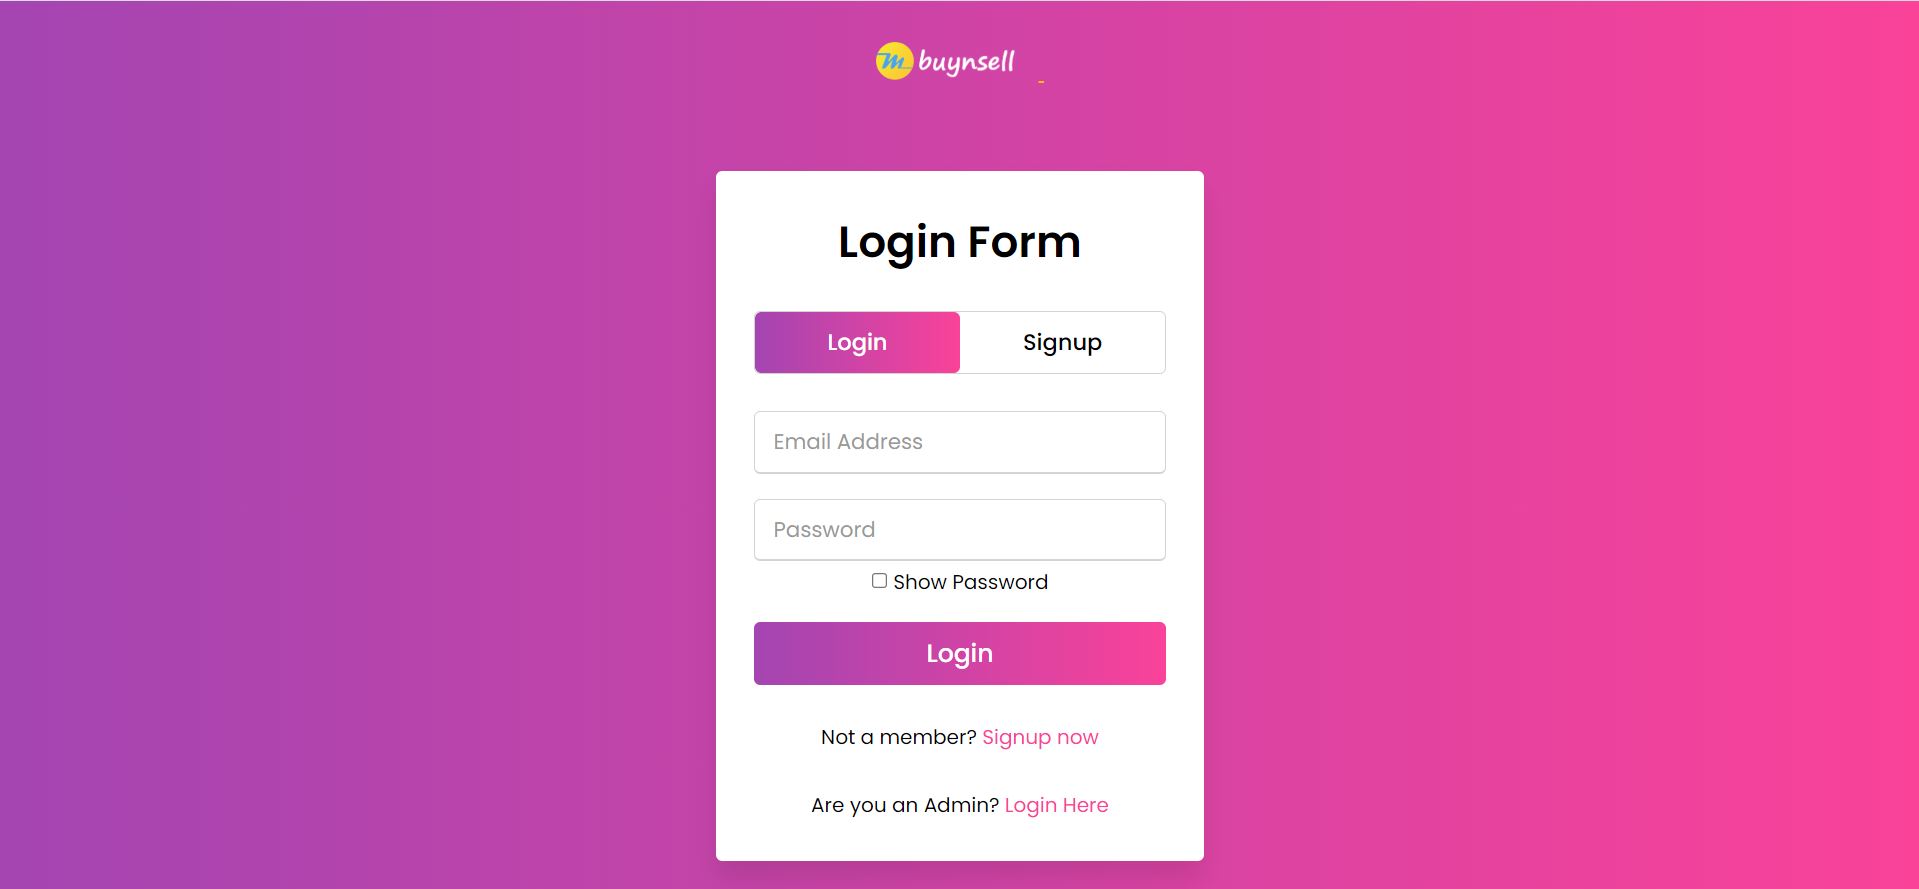 m buynsell
Login Form
Login Signup
Email Address
Password
Show Password
Login
Not a member? Signup now
Are you an Admin? Login Here